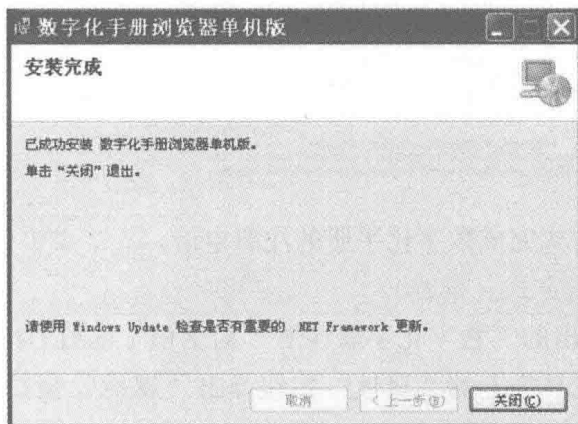 数字化手册浏览器单机版
安装完成
已成功安装 数字化手册浏览器单机版。
单击“关闭”退出。
请使用 Windows Update 检查是否有重要的 .NET Framework 更新。
取消
< 上一步(B)
关闭(C)